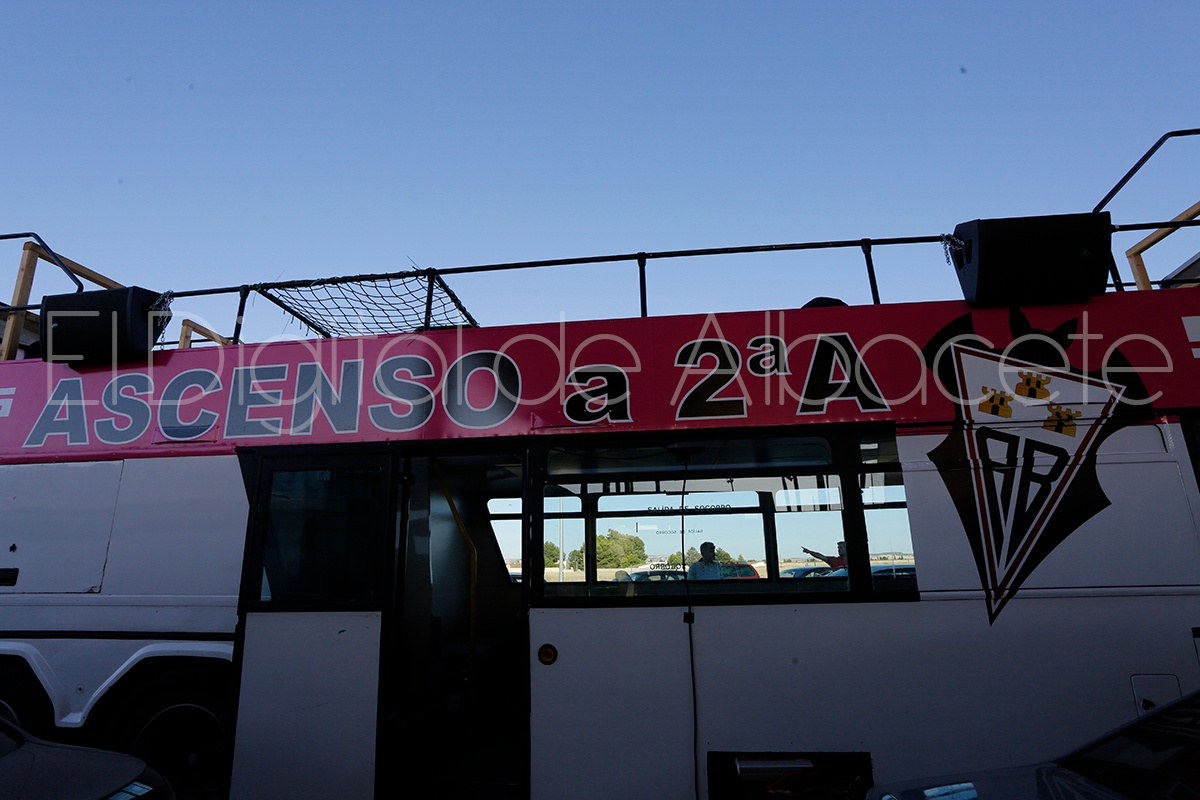 El Digital de Albacete
ASCENSO a 2ª A
SALIDA DE SOCORRO
AB